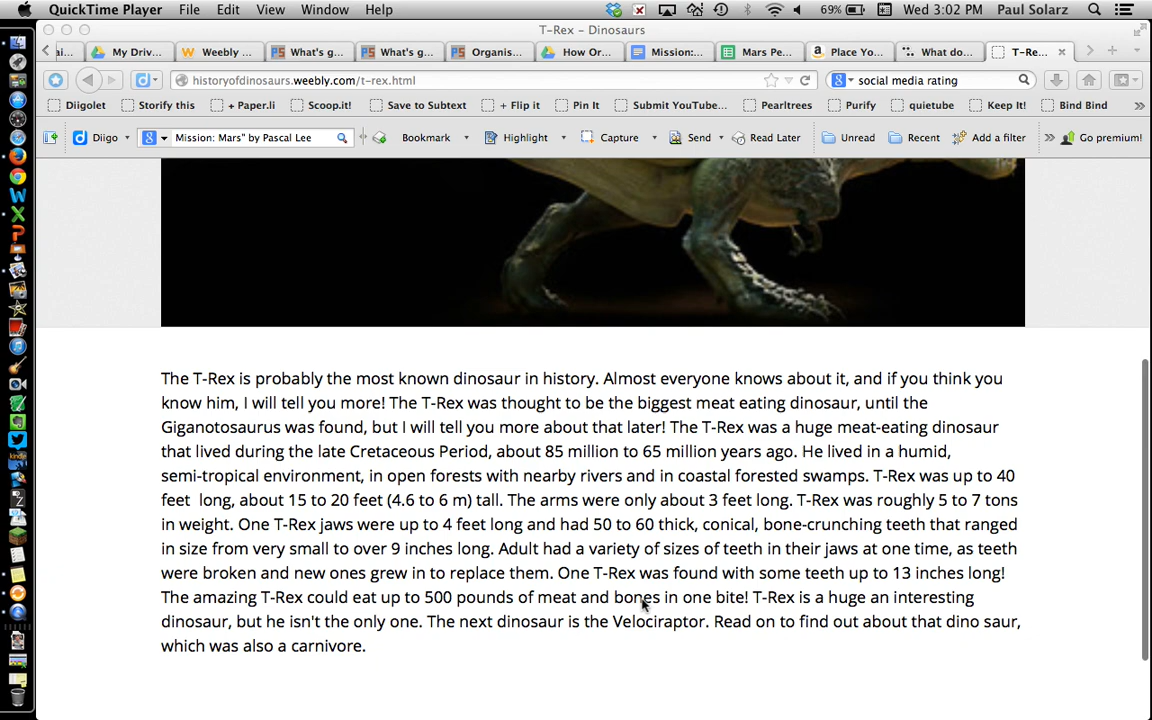 QuickTime Player File Edit View Window Help 69% Wed 3:02 PM Paul Solarz
T-Rex – Dinosaurs
ai... My Driv... Weebly ... What's g... What's g... Organis... How Or... Mission:... Mars Pe... Place Yo... What do... T-Re...
historyofdinosaurs.weebly.com/t-rex.html social media rating
Diigolet Storify this + Paper.li Scoop.it! Save to Subtext + Flip it Pin It Submit YouTube... Pearltrees Purify quietube Keep It! Bind Bind »
Diigo Mission: Mars" by Pascal Lee Bookmark Highlight Capture Send Read Later Unread Recent Add a filter » Go premium!
The T-Rex is probably the most known dinosaur in history. Almost everyone knows about it, and if you think you
know him, I will tell you more! The T-Rex was thought to be the biggest meat eating dinosaur, until the
Giganotosaurus was found, but I will tell you more about that later! The T-Rex was a huge meat-eating dinosaur
that lived during the late Cretaceous Period, about 85 million to 65 million years ago. He lived in a humid,
semi-tropical environment, in open forests with nearby rivers and in coastal forested swamps. T-Rex was up to 40
feet long, about 15 to 20 feet (4.6 to 6 m) tall. The arms were only about 3 feet long. T-Rex was roughly 5 to 7 tons
in weight. One T-Rex jaws were up to 4 feet long and had 50 to 60 thick, conical, bone-crunching teeth that ranged
in size from very small to over 9 inches long. Adult had a variety of sizes of teeth in their jaws at one time, as teeth
were broken and new ones grew in to replace them. One T-Rex was found with some teeth up to 13 inches long!
The amazing T-Rex could eat up to 500 pounds of meat and bones in one bite! T-Rex is a huge an interesting
dinosaur, but he isn't the only one. The next dinosaur is the Velociraptor. Read on to find out about that dino saur,
which was also a carnivore.